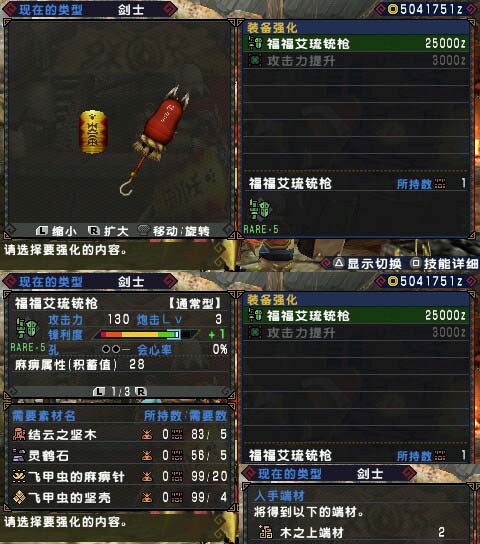 现在的类型 剑士
5041751z
装备强化
福福艾琉铳枪 25000z
攻击力提升 3000z
福福艾琉铳枪 所持数 1
RARE-5
L 缩小 R 扩大 移动/旋转
请选择要强化的内容。
△显示切换 □技能详细
现在的类型 剑士
5041751z
福福艾琉铳枪 【通常型】
攻击力 130 炮击Lv 3
RARE-5
锋利度 +1
孔 ○○— 会心率 0%
麻痹属性(积蓄值) 28
L 1/3 R
需要素材名 所持数/需要数
结云之坚木 0 83/ 5
灵鹤石 0 56/ 5
飞甲虫的麻痹针 0 99/20
飞甲虫的坚壳 0 99/ 4
请选择要强化的内容。
装备强化
福福艾琉铳枪 25000z
攻击力提升 3000z
福福艾琉铳枪 所持数 1
现在的类型 剑士
入手端材
将得到以下的端材。
木之上端材 2